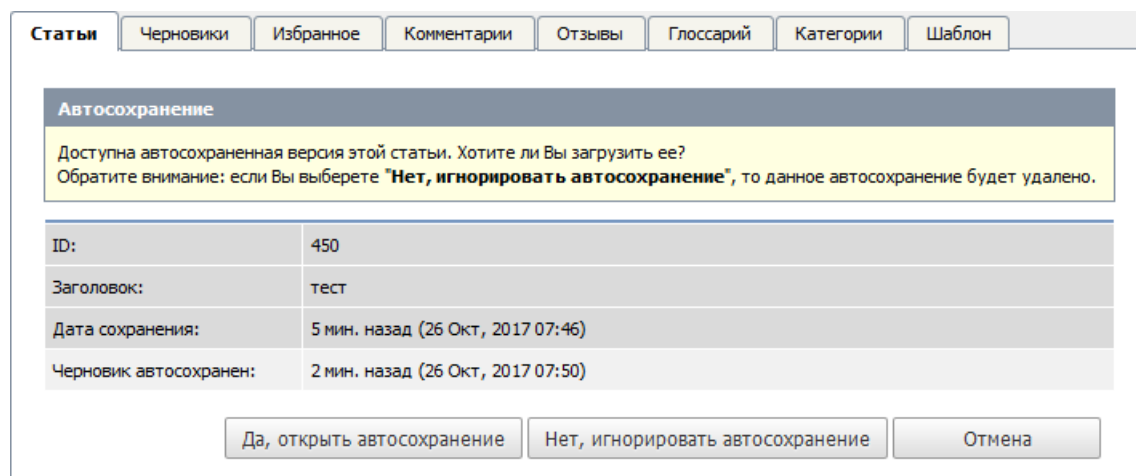 Статьи Черновики Избранное Комментарии Отзывы Глоссарий Категории Шаблон
Автосохранение
Доступна автосохраненная версия этой статьи. Хотите ли Вы загрузить ее?
Обратите внимание: если Вы выберете "Нет, игнорировать автосохранение", то данное автосохранение будет удалено.
ID: 450
Заголовок: тест
Дата сохранения: 5 мин. назад (26 Окт, 2017 07:46)
Черновик автосохранен: 2 мин. назад (26 Окт, 2017 07:50)
Да, открыть автосохранение Нет, игнорировать автосохранение Отмена